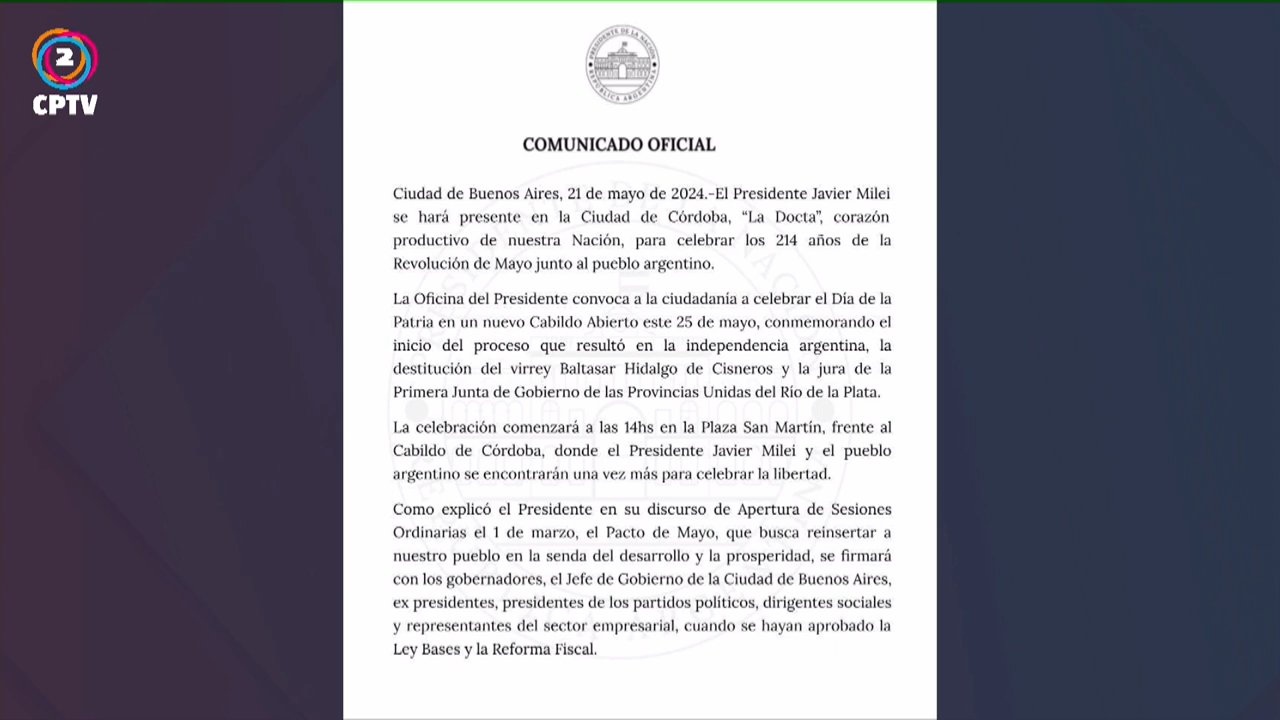 2
CPTV
PRESIDENTE DE LA NACIÓN
REPÚBLICA ARGENTINA
COMUNICADO OFICIAL
Ciudad de Buenos Aires, 21 de mayo de 2024.-El Presidente Javier Milei
se hará presente en la Ciudad de Córdoba, “La Docta”, corazón
productivo de nuestra Nación, para celebrar los 214 años de la
Revolución de Mayo junto al pueblo argentino.
La Oficina del Presidente convoca a la ciudadanía a celebrar el Día de la
Patria en un nuevo Cabildo Abierto este 25 de mayo, conmemorando el
inicio del proceso que resultó en la independencia argentina, la
destitución del virrey Baltasar Hidalgo de Cisneros y la jura de la
Primera Junta de Gobierno de las Provincias Unidas del Río de la Plata.
La celebración comenzará a las 14hs en la Plaza San Martín, frente al
Cabildo de Córdoba, donde el Presidente Javier Milei y el pueblo
argentino se encontrarán una vez más para celebrar la libertad.
Como explicó el Presidente en su discurso de Apertura de Sesiones
Ordinarias el 1 de marzo, el Pacto de Mayo, que busca reinsertar a
nuestro pueblo en la senda del desarrollo y la prosperidad, se firmará
con los gobernadores, el Jefe de Gobierno de la Ciudad de Buenos Aires,
ex presidentes, presidentes de los partidos políticos, dirigentes sociales
y representantes del sector empresarial, cuando se hayan aprobado la
Ley Bases y la Reforma Fiscal.